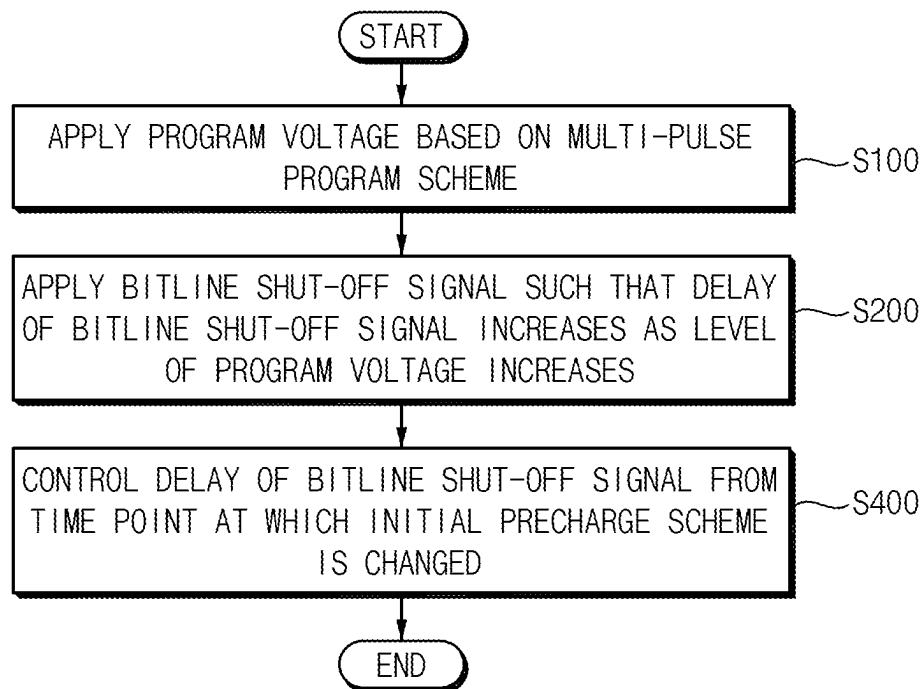 START
APPLY PROGRAM VOLTAGE BASED ON MULTI-PULSE
PROGRAM SCHEME
S100
APPLY BITLINE SHUT-OFF SIGNAL SUCH THAT DELAY
OF BITLINE SHUT-OFF SIGNAL INCREASES AS LEVEL
OF PROGRAM VOLTAGE INCREASES
S200
CONTROL DELAY OF BITLINE SHUT-OFF SIGNAL FROM
TIME POINT AT WHICH INITIAL PRECHARGE SCHEME
IS CHANGED
S400
END